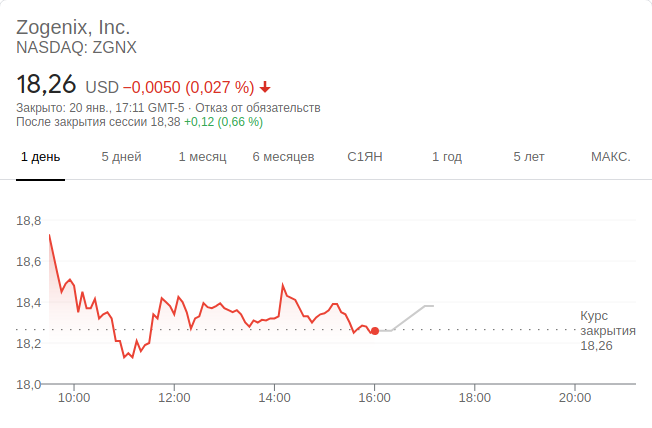 Zogenix, Inc.
NASDAQ: ZGNX
18,26 USD −0,0050 (0,027 %)
Закрыто: 20 янв., 17:11 GMT-5 · Отказ от обязательств
После закрытия сессии 18,38 +0,12 (0,66 %)
1 день 5 дней 1 месяц 6 месяцев С1ЯН 1 год 5 лет МАКС.
18,8
18,6
18,4
18,2
18,0
Курс
закрытия
18,26
10:00 12:00 14:00 16:00 18:00 20:00